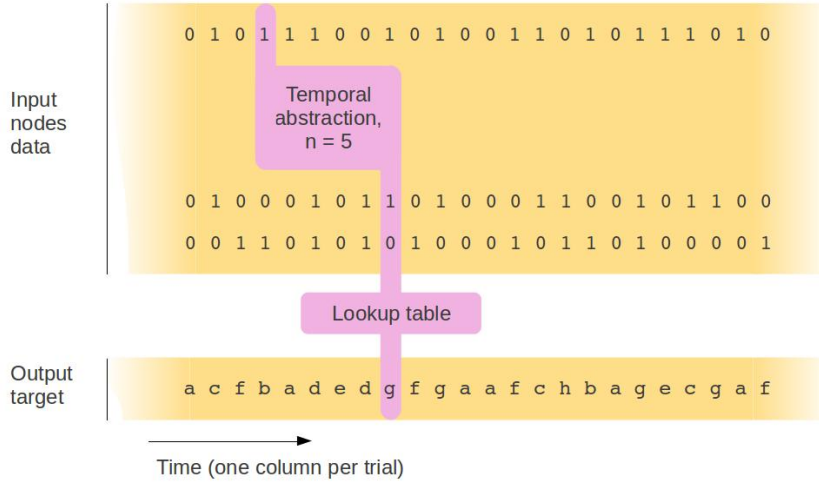 0 1 0 1 1 1 0 0 1 0 1 0 0 1 1 0 1 0 1 1 1 0 1 0
Temporal
abstraction,
n = 5
Input
nodes
data
0 1 0 0 0 1 0 1 1 0 1 0 0 0 1 1 0 0 1 0 1 1 0 0
0 0 1 1 0 1 0 1 0 1 0 0 0 1 0 1 1 0 1 0 0 0 0 1
Lookup table
Output
target
a c f b a d e d g f g a a f c h b a g e c g a f
Time (one column per trial)